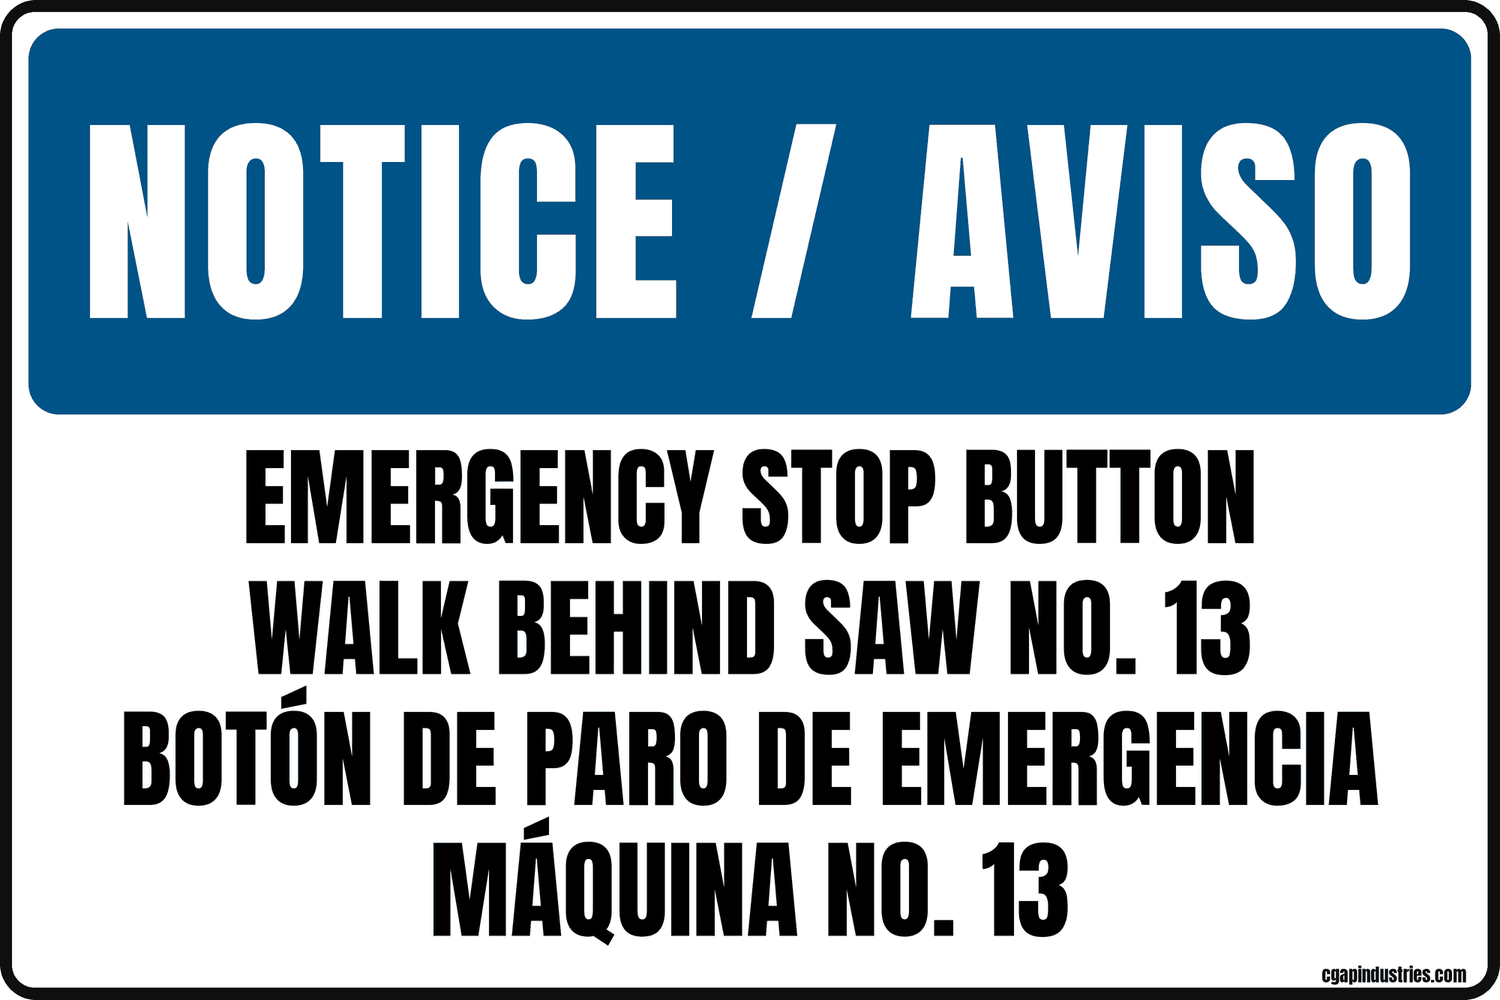 NOTICE / AVISO
EMERGENCY STOP BUTTON
WALK BEHIND SAW NO. 13
BOTÓN DE PARO DE EMERGENCIA
MÁQUINA NO. 13
cgapindustries.com